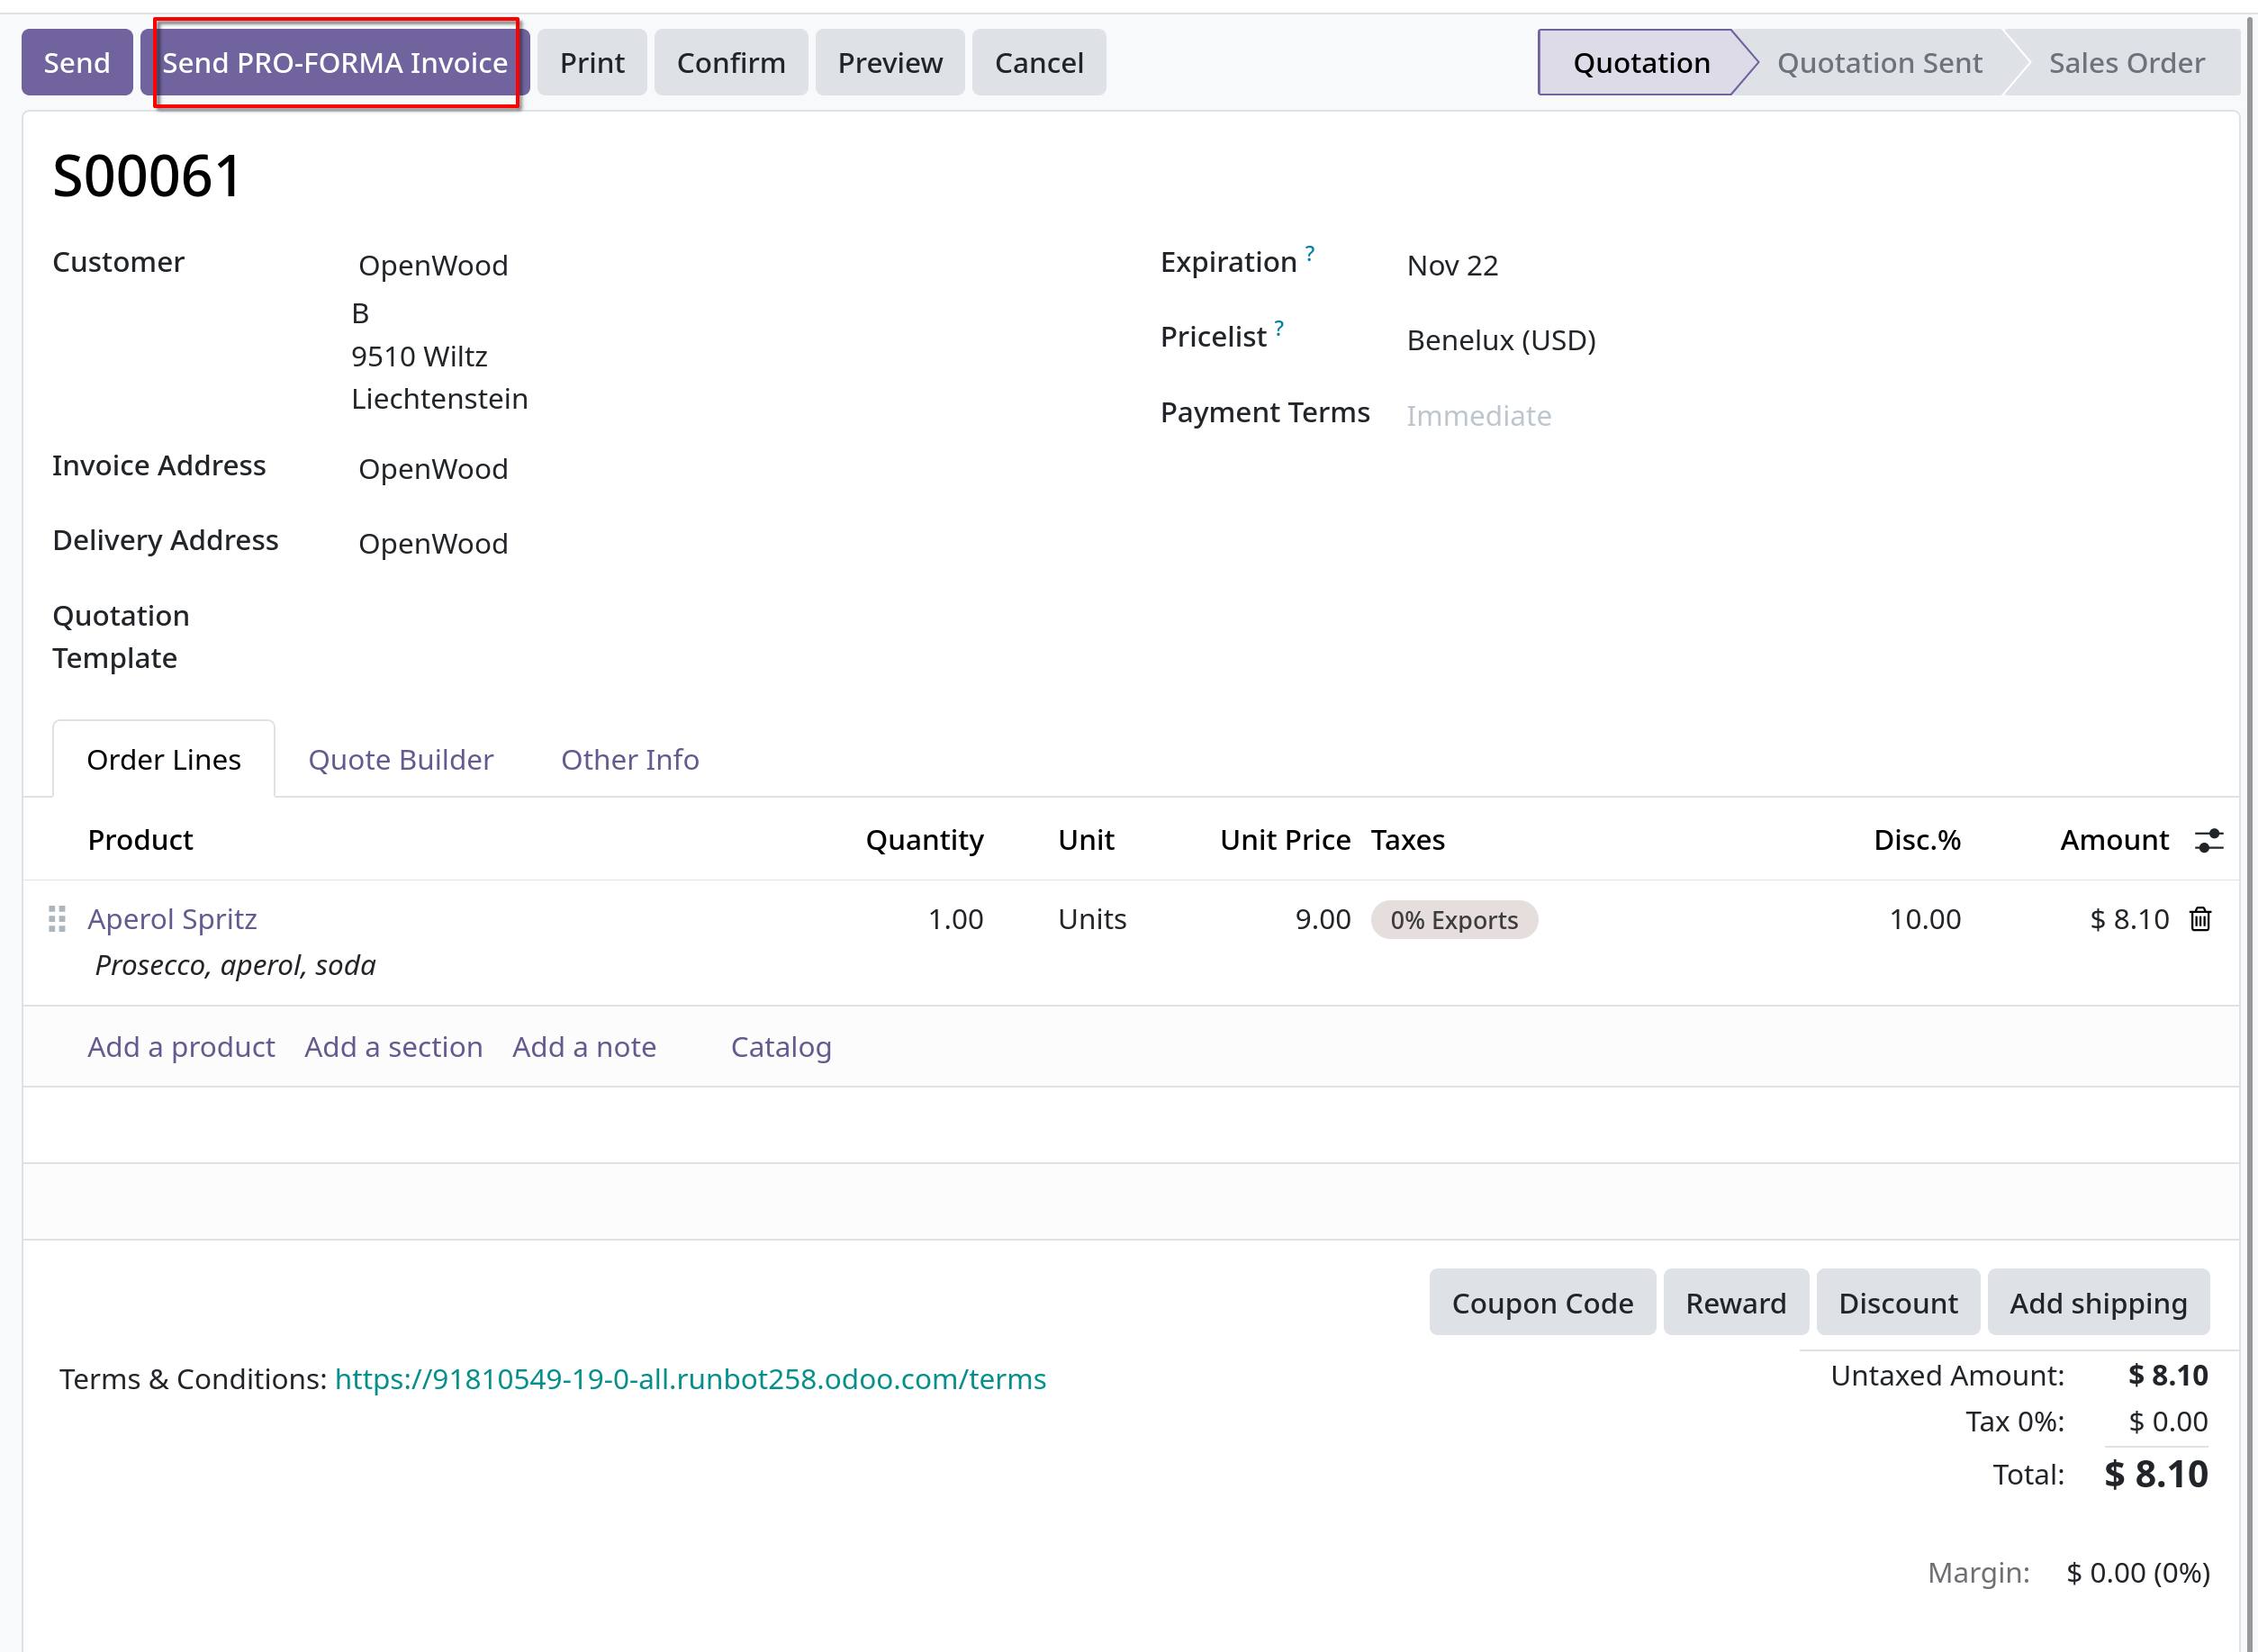 Send Send PRO-FORMA Invoice Print Confirm Preview Cancel Quotation Quotation Sent Sales Order
S00061
Customer OpenWood
B
9510 Wiltz
Liechtenstein
Expiration ? Nov 22
Pricelist ? Benelux (USD)
Payment Terms Immediate
Invoice Address OpenWood
Delivery Address OpenWood
Quotation
Template
Order Lines Quote Builder Other Info
Product Quantity Unit Unit Price Taxes Disc.% Amount
Aperol Spritz 1.00 Units 9.00 0% Exports 10.00 $ 8.10
Prosecco, aperol, soda
Add a product Add a section Add a note Catalog
Coupon Code Reward Discount Add shipping
Terms & Conditions: https://91810549-19-0-all.runbot258.odoo.com/terms
Untaxed Amount: $ 8.10
Tax 0%: $ 0.00
Total: $ 8.10
Margin: $ 0.00 (0%)